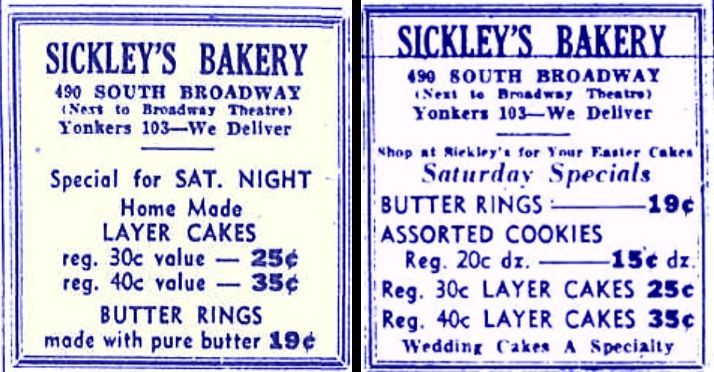 SICKLEY'S BAKERY
490 SOUTH BROADWAY
(Next to Broadway Theatre)
Yonkers 103—We Deliver
Special for SAT. NIGHT
Home Made
LAYER CAKES
reg. 30c value — 25¢
reg. 40c value — 35¢
BUTTER RINGS
made with pure butter 19¢
SICKLEY'S BAKERY
490 SOUTH BROADWAY
(Next to Broadway Theatre)
Yonkers 103—We Deliver
Shop at Sickley's for Your Easter Cakes
Saturday Specials
BUTTER RINGS — 19¢
ASSORTED COOKIES
Reg. 20c dz. — 15¢ dz.
Reg. 30c LAYER CAKES 25c
Reg. 40c LAYER CAKES 35c
Wedding Cakes A Specialty